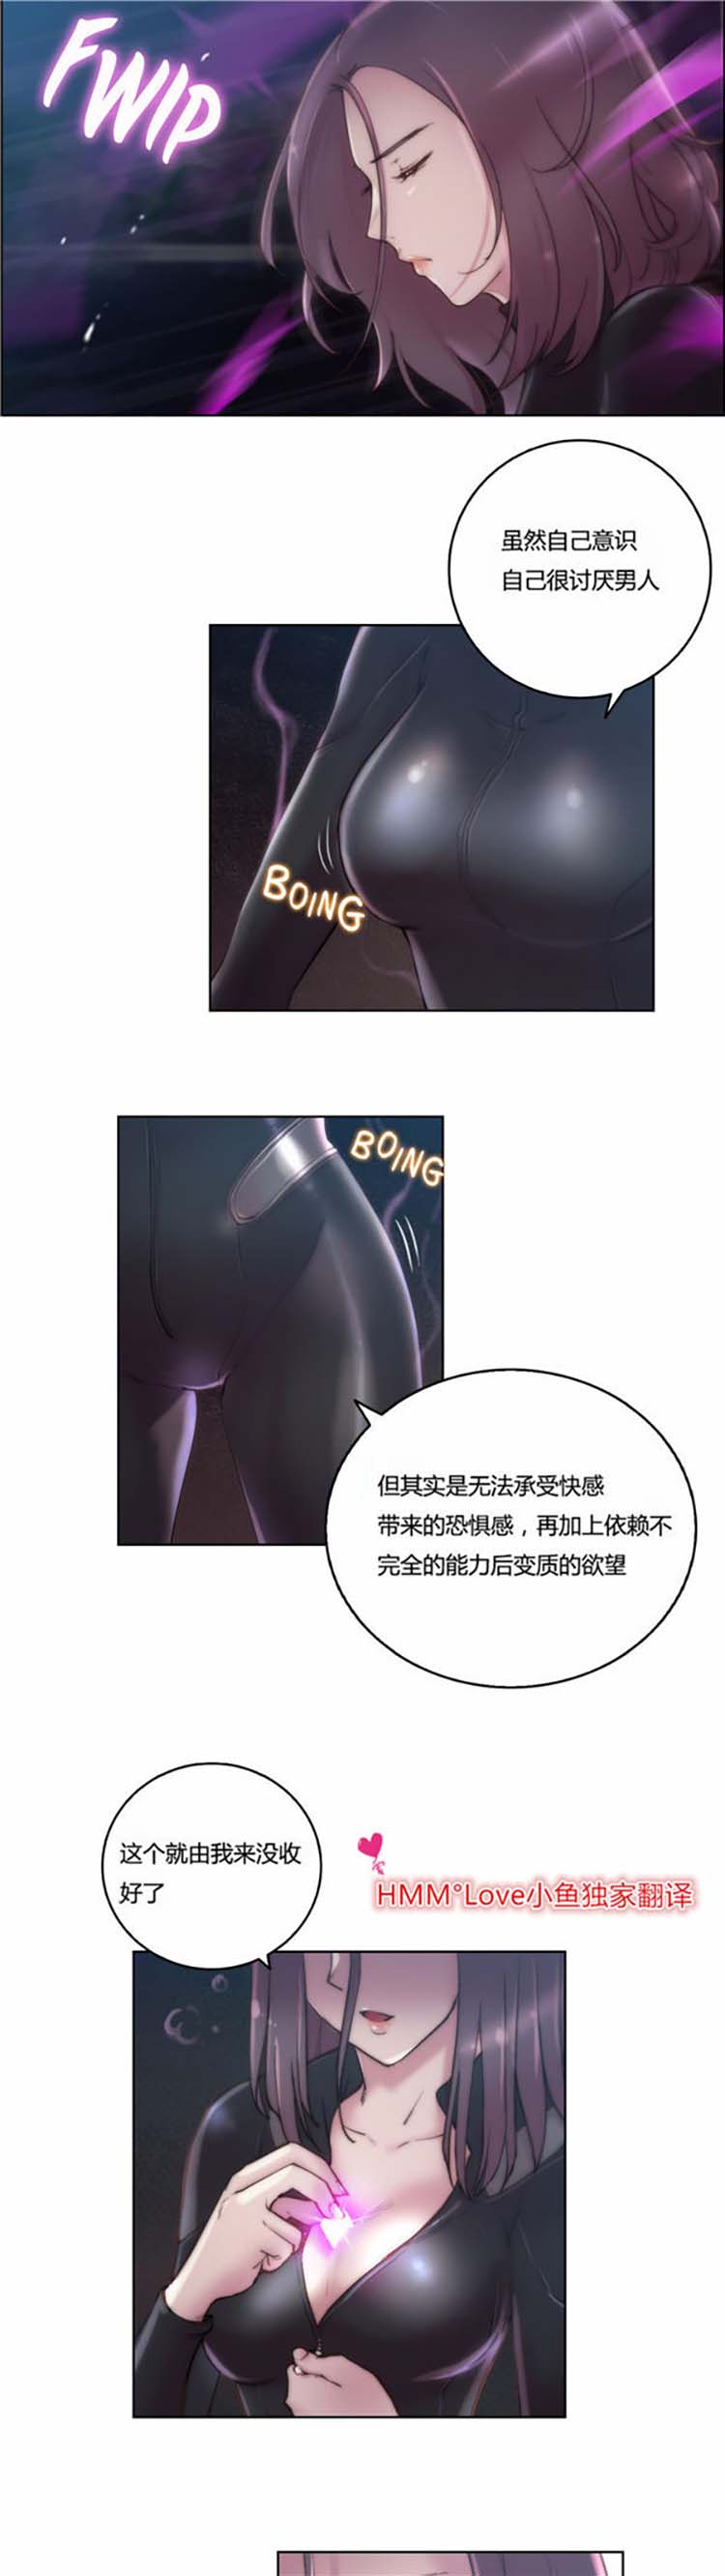 FWIP
虽然自己意识
自己很讨厌男人
BOING
BOING
但其实是无法承受快感
带来的恐惧感，再加上依赖不
完全的能力后变质的欲望
这个就由我来没收
好了
HMM°Love小鱼独家翻译